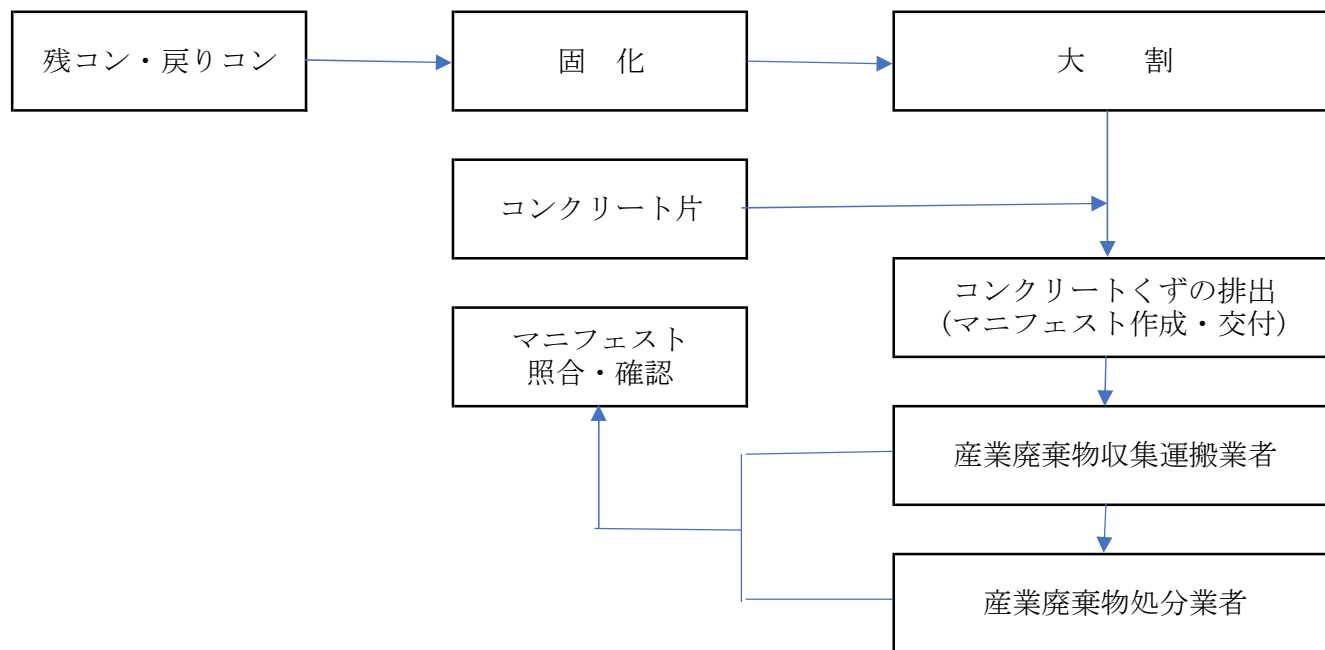 残コン・戻りコン
固　化
大　　割
コンクリート片
コンクリートくずの排出
（マニフェスト作成・交付）
マニフェスト
照合・確認
産業廃棄物収集運搬業者
産業廃棄物処分業者